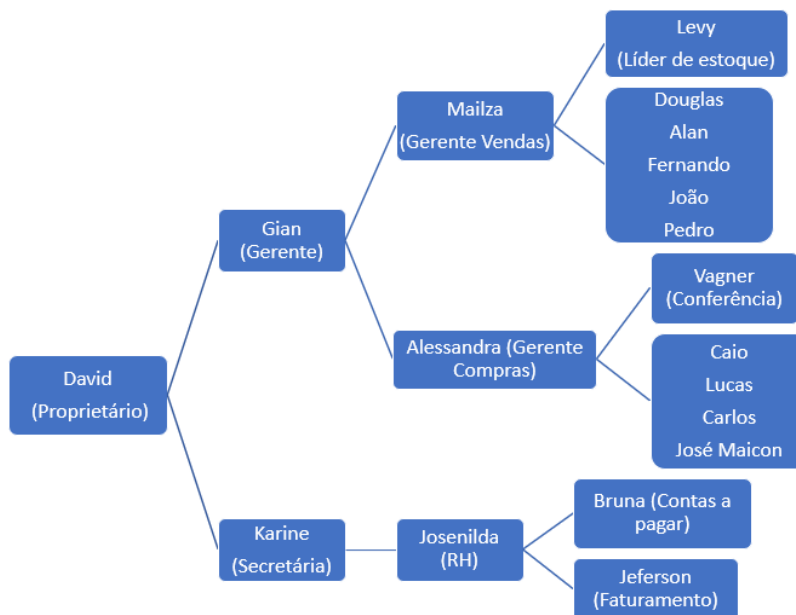 Levy
(Líder de estoque)
Mailza
(Gerente Vendas)
Douglas
Alan
Fernando
João
Pedro
Gian
(Gerente)
Vagner
(Conferência)
Alessandra (Gerente
Compras)
Caio
Lucas
Carlos
José Maicon
David
(Proprietário)
Bruna (Contas a
pagar)
Karine
(Secretária)
Josenilda
(RH)
Jeferson
(Faturamento)